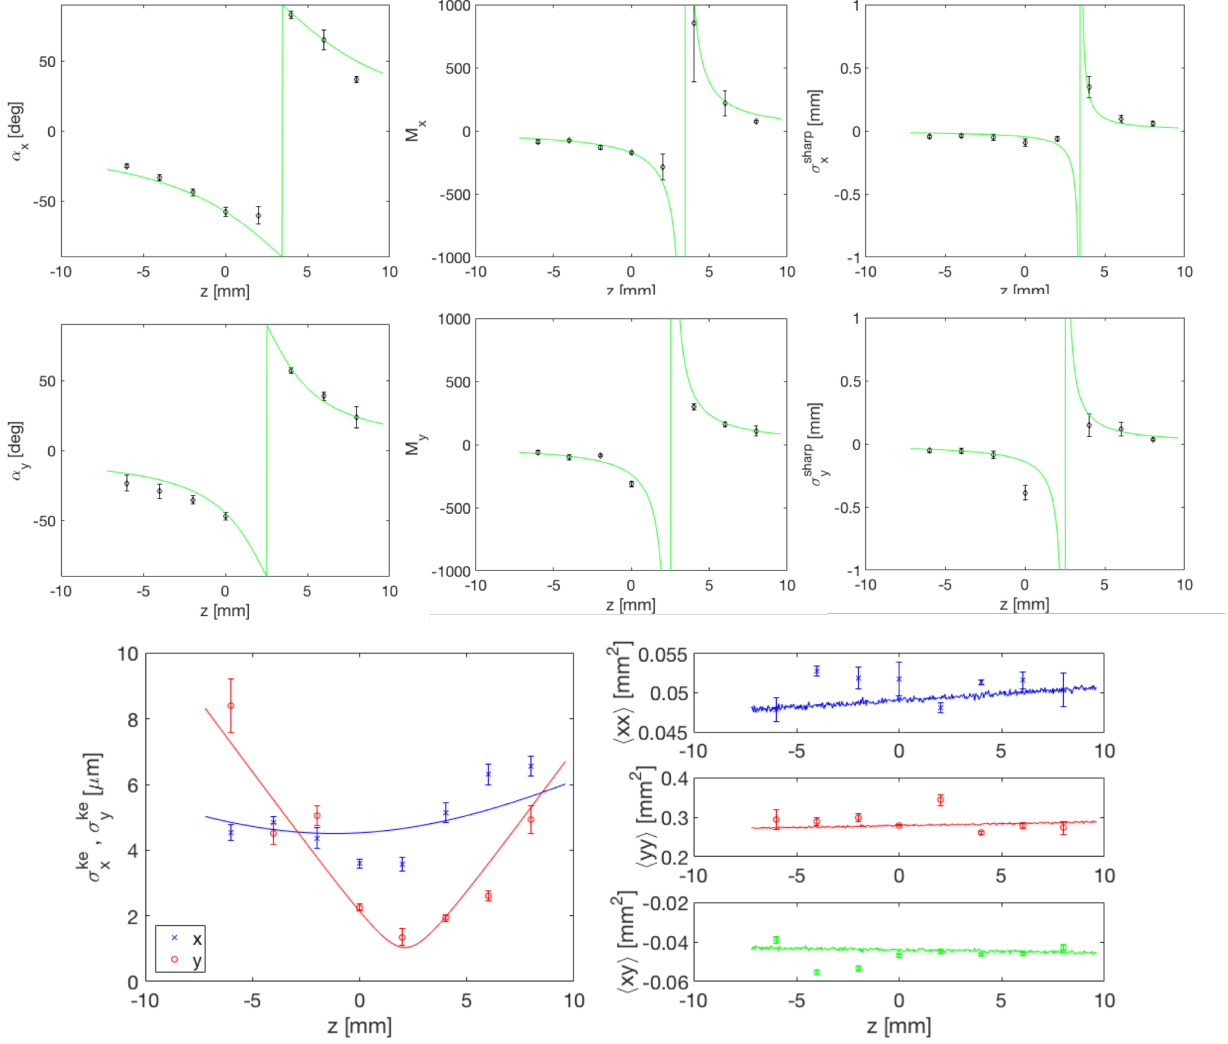 α_x [deg]
50
0
-50
-10 -5 0 5 10
z [mm]
M_x
1000
500
0
-500
-1000
-10 -5 0 5 10
z [mm]
σ_x^sharp [mm]
1
0.5
0
-0.5
-1
-10 -5 0 5 10
z [mm]
α_y [deg]
50
0
-50
-10 -5 0 5 10
z [mm]
M_y
1000
500
0
-500
-1000
-10 -5 0 5 10
z [mm]
σ_y^sharp [mm]
1
0.5
0
-0.5
-1
-10 -5 0 5 10
z [mm]
σ_x^ke , σ_y^ke [μm]
10
8
6
4
2
0
x
y
-10 -5 0 5 10
z [mm]
⟨xx⟩ [mm²]
0.055
0.05
0.045
-10 -5 0 5 10
⟨yy⟩ [mm²]
0.4
0.3
0.2
-10 -5 0 5 10
⟨xy⟩ [mm²]
-0.02
-0.04
-0.06
-10 -5 0 5 10
z [mm]